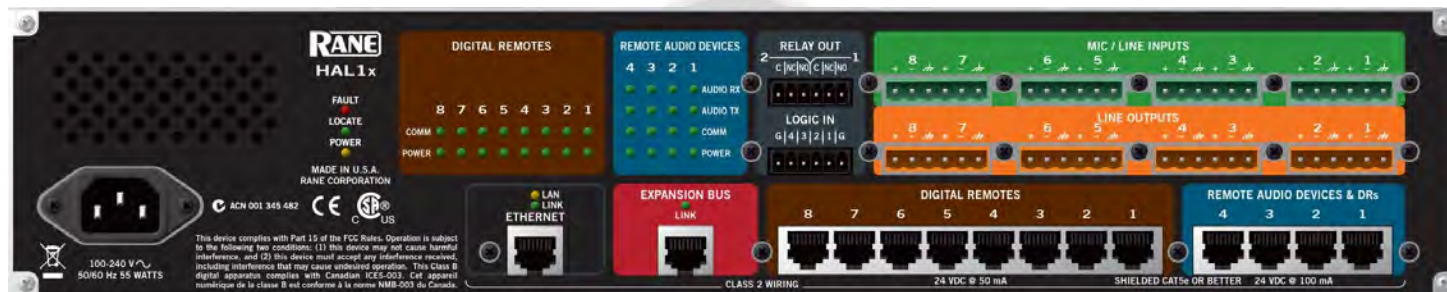 RANE
HAL1x
FAULT
LOCATE
POWER
MADE IN U.S.A.
RANE CORPORATION
ACN 001 345 482
CE
C SP® US
100-240 V
50/60 Hz 55 WATTS
This device complies with Part 15 of the FCC Rules. Operation is subject
to the following two conditions: (1) this device may not cause harmful
interference, and (2) this device must accept any interference received,
including interference that may cause undesired operation. This Class B
digital apparatus complies with Canadian ICES-003. Cet appareil
numérique de la classe B est conforme à la norme NMB-003 du Canada.
DIGITAL REMOTES
8 7 6 5 4 3 2 1
COMM
POWER
REMOTE AUDIO DEVICES
4 3 2 1
AUDIO RX
AUDIO TX
COMM
POWER
RELAY OUT
2 1
C|NC|NO C|NC|NO
LOGIC IN
G|4|3|2|1|G
MIC / LINE INPUTS
+ 8 - + 7 - + 6 - + 5 - + 4 - + 3 - + 2 - + 1 -
LINE OUTPUTS
+ 8 - + 7 - + 6 - + 5 - + 4 - + 3 - + 2 - + 1 -
LAN
LINK
ETHERNET
EXPANSION BUS
LINK
DIGITAL REMOTES
8 7 6 5 4 3 2 1
REMOTE AUDIO DEVICES & DRs
4 3 2 1
CLASS 2 WIRING
24 VDC @ 50 mA
SHIELDED CAT5e OR BETTER
24 VDC @ 100 mA